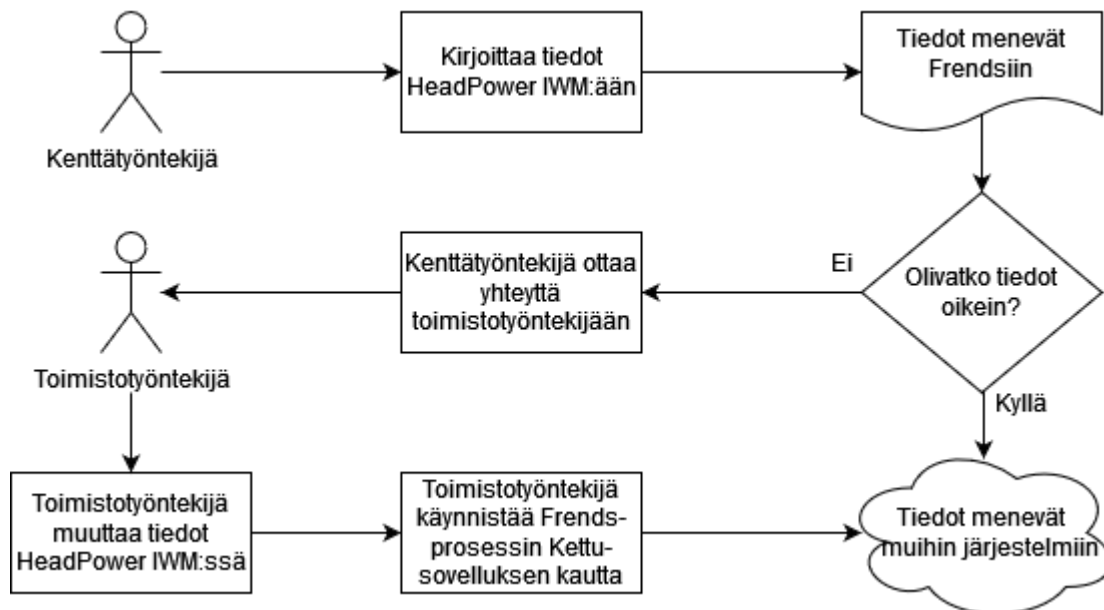 Kirjoittaa tiedot
HeadPower IWM:ään
Tiedot menevät
Frendsiin
Kenttätyöntekijä
Ei
Kenttätyöntekijä ottaa
yhteyttä
toimistotyöntekijään
Olivatko tiedot
oikein?
Toimistotyöntekijä
Kyllä
Toimistotyöntekijä
muuttaa tiedot
HeadPower IWM:ssä
Toimistotyöntekijä
käynnistää Frends-
prosessin Kettu-
sovelluksen kautta
Tiedot menevät
muihin järjestelmiin